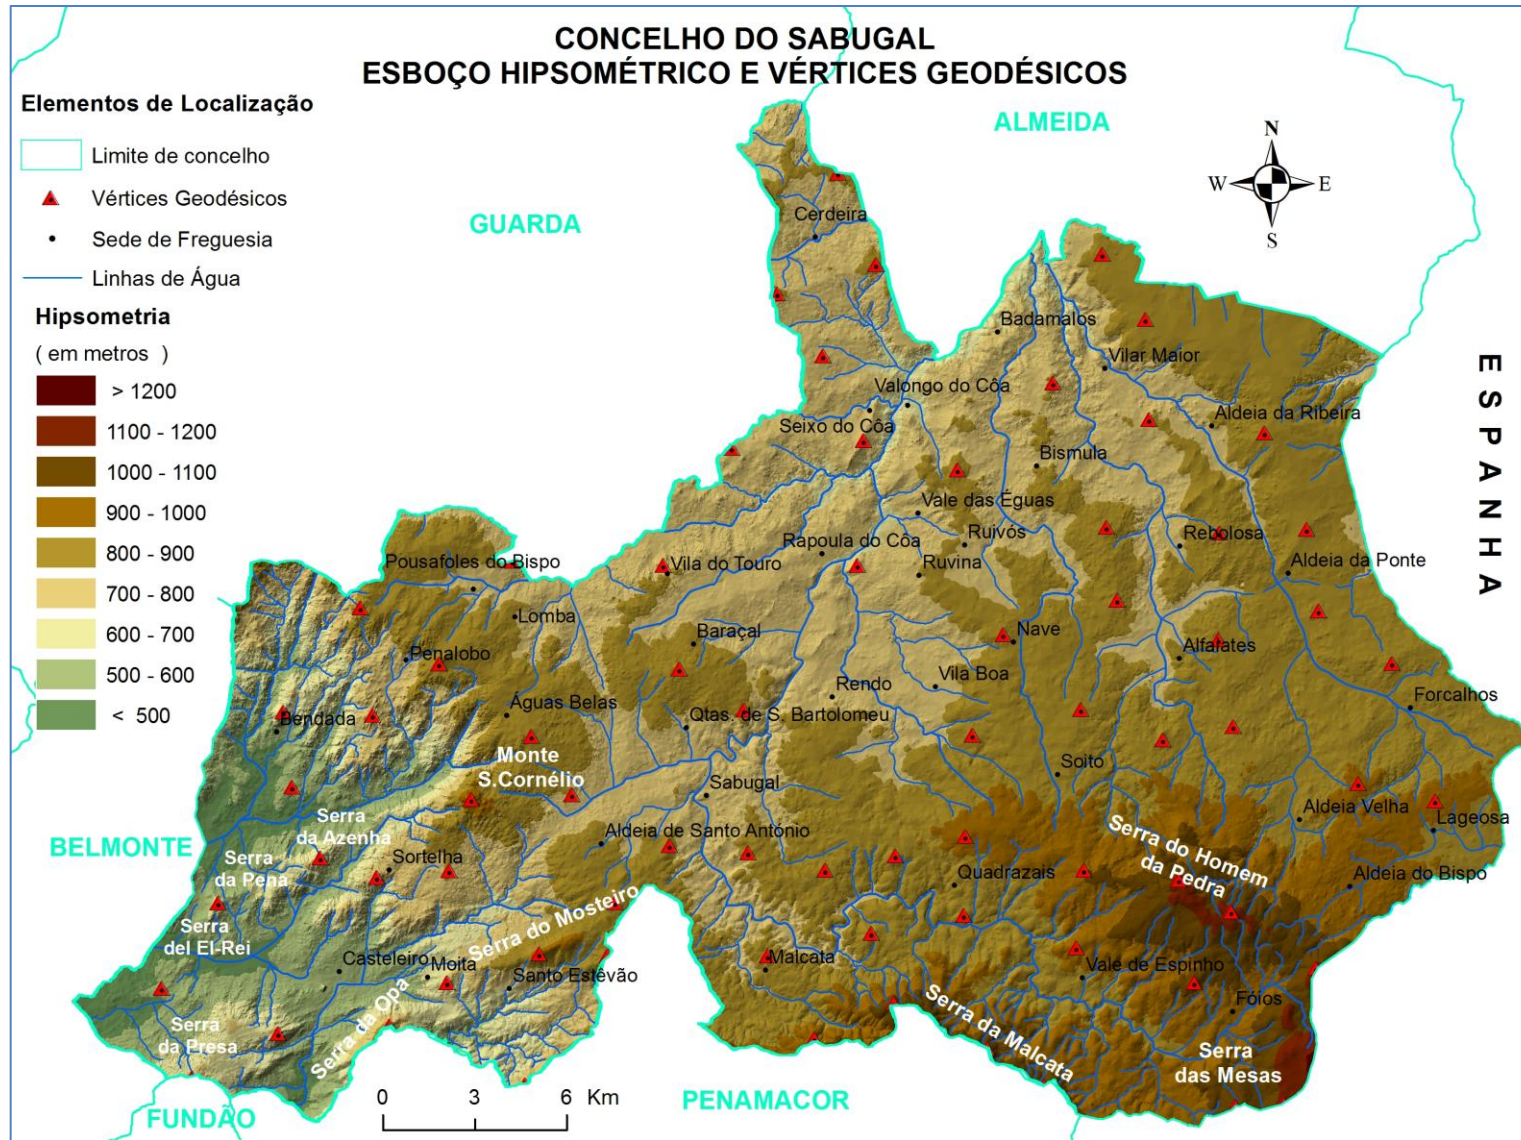 CONCELHO DO SABUGAL
ESBOÇO HIPSOMÉTRICO E VÉRTICES GEODÉSICOS
Elementos de Localização
Limite de concelho
Vértices Geodésicos
Sede de Freguesia
Linhas de Água
Hipsometria
( em metros )
> 1200
1100 - 1200
1000 - 1100
900 - 1000
800 - 900
700 - 800
600 - 700
500 - 600
< 500
ALMEIDA
GUARDA
N
W
E
S
ESPANHA
BELMONTE
FUNDÃO
PENAMACOR
Cerdeira
Badamalos
Vilar Maior
Valongo do Côa
Seixo do Côa
Aldeia da Ribeira
Bismula
Vale das Éguas
Ruivós
Rebolosa
Rapoula do Côa
Ruvina
Aldeia da Ponte
Pousafoles do Bispo
Vila do Touro
Lomba
Baraçal
Nave
Alfaiates
Penalobo
Vila Boa
Rendo
Forcalhos
Águas Belas
Qtas. de S. Bartolomeu
Bendada
Monte
S.Cornélio
Soito
Sabugal
Aldeia Velha
Lageosa
Serra
da Azenha
Aldeia de Santo António
Serra do Homem
da Pedra
Serra
da Pena
Sortelha
Quadrazais
Aldeia do Bispo
Serra do Mosteiro
Serra
del El-Rei
Casteleiro
Moita
Santo Estêvão
Malcata
Vale de Espinho
Fóios
Serra da Opa
Serra da Malcata
Serra
da Presa
Serra
das Mesas
0
3
6
Km